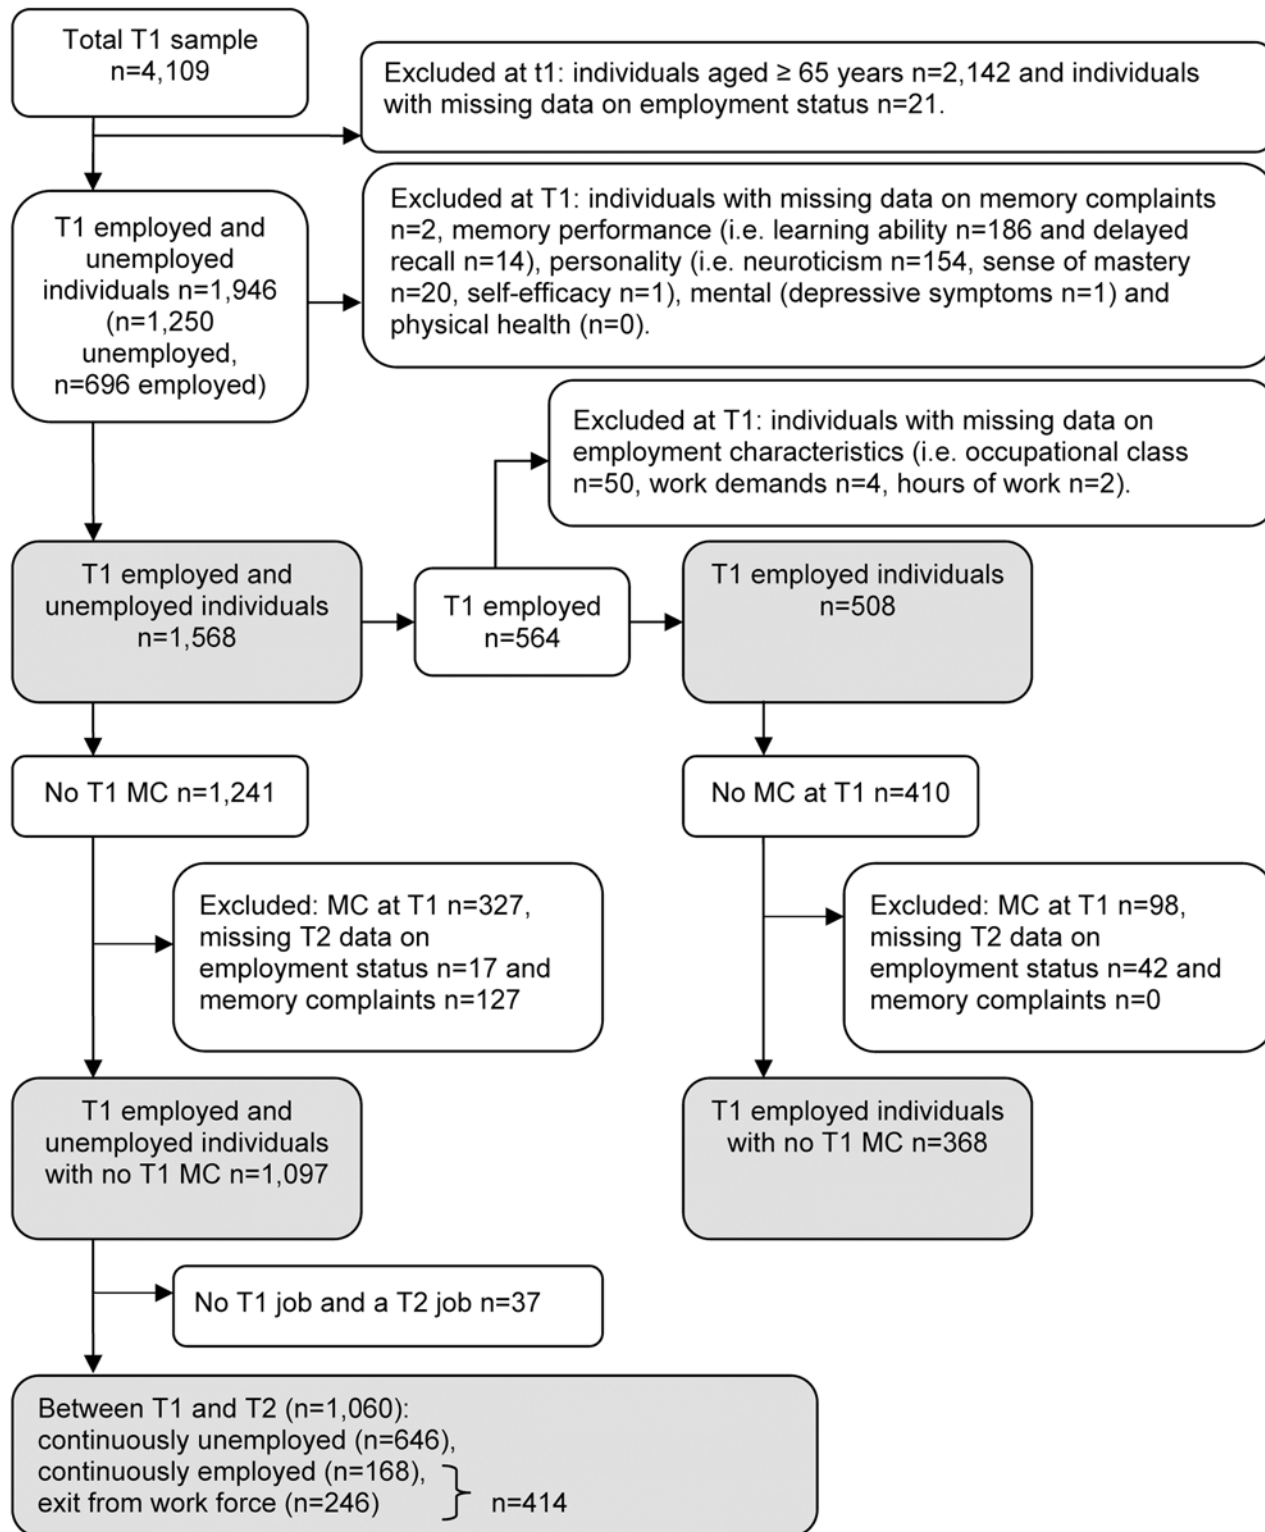 Total T1 sample
n=4,109
Excluded at t1: individuals aged ≥ 65 years n=2,142 and individuals
with missing data on employment status n=21.
T1 employed and
unemployed
individuals n=1,946
(n=1,250
unemployed,
n=696 employed)
Excluded at T1: individuals with missing data on memory complaints
n=2, memory performance (i.e. learning ability n=186 and delayed
recall n=14), personality (i.e. neuroticism n=154, sense of mastery
n=20, self-efficacy n=1), mental (depressive symptoms n=1) and
physical health (n=0).
Excluded at T1: individuals with missing data on
employment characteristics (i.e. occupational class
n=50, work demands n=4, hours of work n=2).
T1 employed and
unemployed individuals
n=1,568
T1 employed
n=564
T1 employed individuals
n=508
No T1 MC n=1,241
No MC at T1 n=410
Excluded: MC at T1 n=327,
missing T2 data on
employment status n=17 and
memory complaints n=127
Excluded: MC at T1 n=98,
missing T2 data on
employment status n=42 and
memory complaints n=0
T1 employed and
unemployed individuals
with no T1 MC n=1,097
T1 employed individuals
with no T1 MC n=368
No T1 job and a T2 job n=37
Between T1 and T2 (n=1,060):
continuously unemployed (n=646),
continuously employed (n=168),
exit from work force (n=246)
n=414